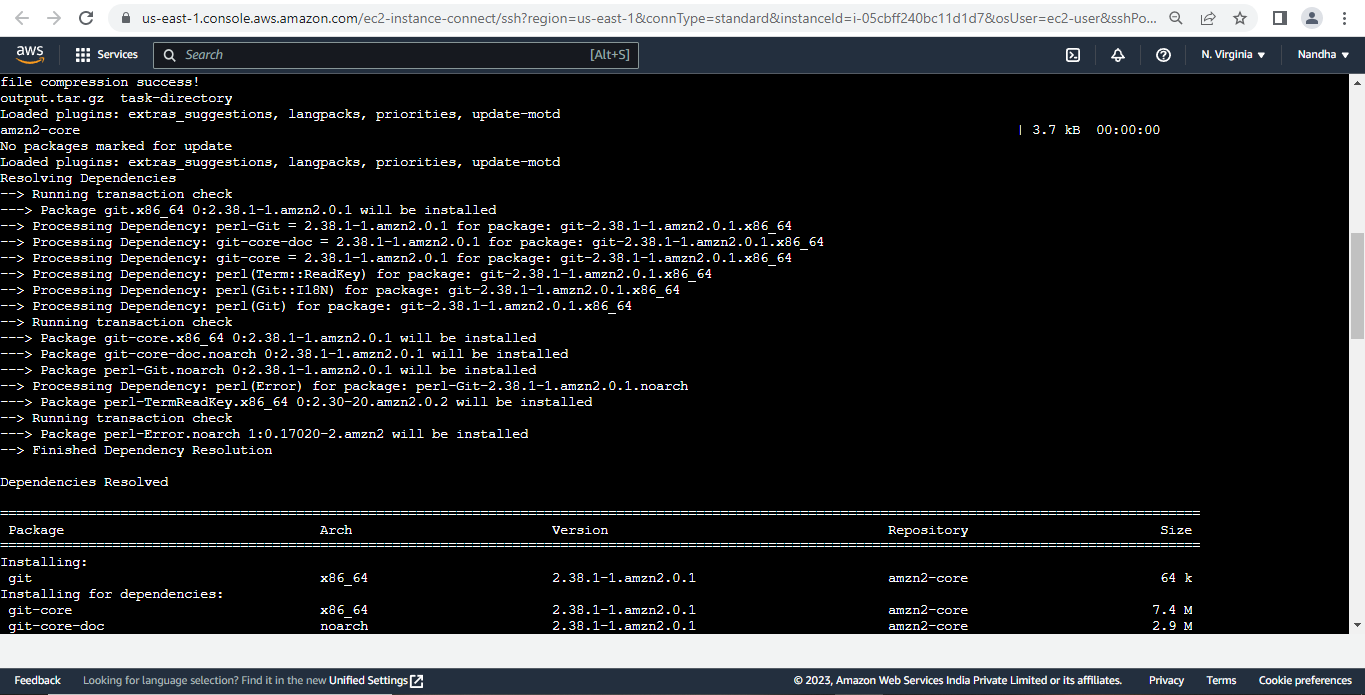 us-east-1.console.aws.amazon.com/ec2-instance-connect/ssh?region=us-east-1&connType=standard&instanceId=i-05cbff240bc11d1d7&osUser=ec2-user&sshPo...
aws Services Search [Alt+S] N. Virginia Nandha
file compression success!
output.tar.gz  task-directory
Loaded plugins: extras_suggestions, langpacks, priorities, update-motd
amzn2-core | 3.7 kB  00:00:00
No packages marked for update
Loaded plugins: extras_suggestions, langpacks, priorities, update-motd
Resolving Dependencies
--> Running transaction check
---> Package git.x86_64 0:2.38.1-1.amzn2.0.1 will be installed
--> Processing Dependency: perl-Git = 2.38.1-1.amzn2.0.1 for package: git-2.38.1-1.amzn2.0.1.x86_64
--> Processing Dependency: git-core-doc = 2.38.1-1.amzn2.0.1 for package: git-2.38.1-1.amzn2.0.1.x86_64
--> Processing Dependency: git-core = 2.38.1-1.amzn2.0.1 for package: git-2.38.1-1.amzn2.0.1.x86_64
--> Processing Dependency: perl(Term::ReadKey) for package: git-2.38.1-1.amzn2.0.1.x86_64
--> Processing Dependency: perl(Git::I18N) for package: git-2.38.1-1.amzn2.0.1.x86_64
--> Processing Dependency: perl(Git) for package: git-2.38.1-1.amzn2.0.1.x86_64
--> Running transaction check
---> Package git-core.x86_64 0:2.38.1-1.amzn2.0.1 will be installed
---> Package git-core-doc.noarch 0:2.38.1-1.amzn2.0.1 will be installed
---> Package perl-Git.noarch 0:2.38.1-1.amzn2.0.1 will be installed
--> Processing Dependency: perl(Error) for package: perl-Git-2.38.1-1.amzn2.0.1.noarch
---> Package perl-TermReadKey.x86_64 0:2.30-20.amzn2.0.2 will be installed
--> Running transaction check
---> Package perl-Error.noarch 1:0.17020-2.amzn2 will be installed
--> Finished Dependency Resolution
Dependencies Resolved
Package Arch Version Repository Size
Installing:
git x86_64 2.38.1-1.amzn2.0.1 amzn2-core 64 k
Installing for dependencies:
git-core x86_64 2.38.1-1.amzn2.0.1 amzn2-core 7.4 M
git-core-doc noarch 2.38.1-1.amzn2.0.1 amzn2-core 2.9 M
Feedback Looking for language selection? Find it in the new Unified Settings © 2023, Amazon Web Services India Private Limited or its affiliates. Privacy Terms Cookie preferences